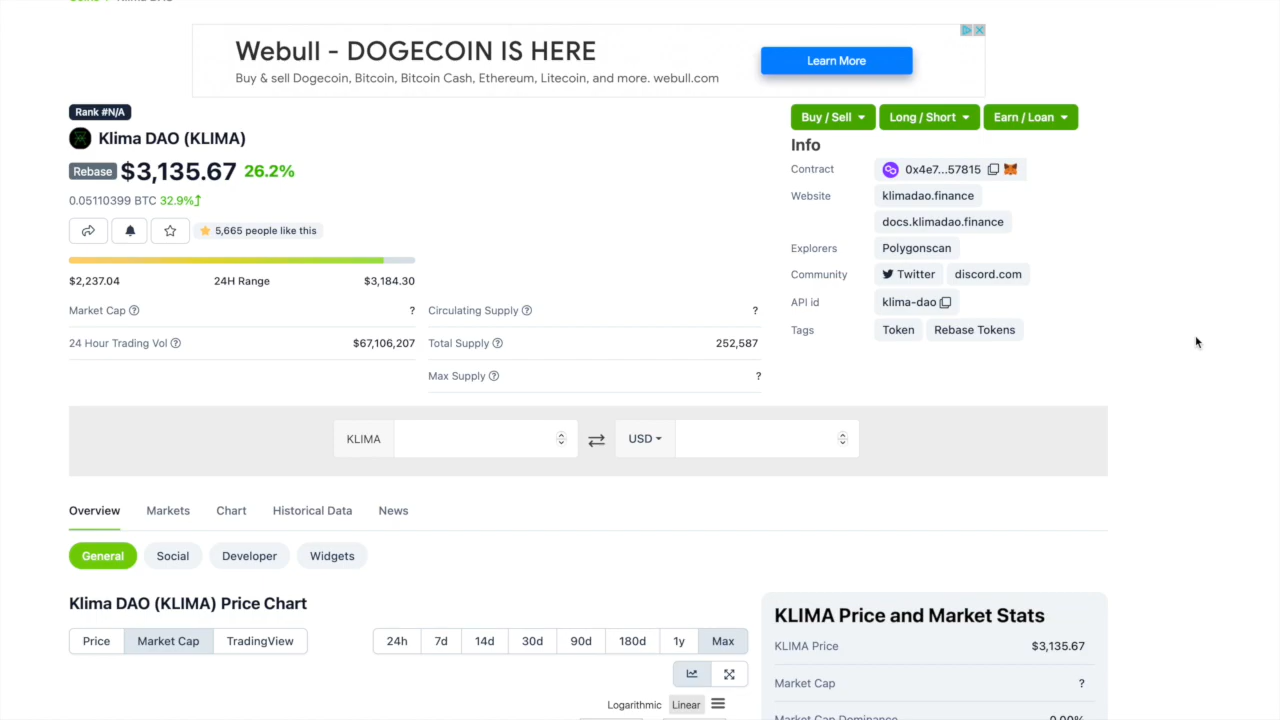 Webull - DOGECOIN IS HERE
Buy & sell Dogecoin, Bitcoin, Bitcoin Cash, Ethereum, Litecoin, and more. webull.com
Learn More
Rank #N/A
Klima DAO (KLIMA)
Rebase $3,135.67 26.2%
0.05110399 BTC 32.9%
5,665 people like this
$2,237.04 24H Range $3,184.30
Market Cap ?
24 Hour Trading Vol $67,106,207
Circulating Supply ?
Total Supply 252,587
Max Supply ?
Buy / Sell Long / Short Earn / Loan
Info
Contract 0x4e7...57815
Website klimadao.finance
docs.klimadao.finance
Explorers Polygonscan
Community Twitter discord.com
API id klima-dao
Tags Token Rebase Tokens
KLIMA USD
Overview Markets Chart Historical Data News
General Social Developer Widgets
Klima DAO (KLIMA) Price Chart
Price Market Cap TradingView 24h 7d 14d 30d 90d 180d 1y Max
Logarithmic Linear
KLIMA Price and Market Stats
KLIMA Price $3,135.67
Market Cap ?
Market Cap Dominance 0.00%